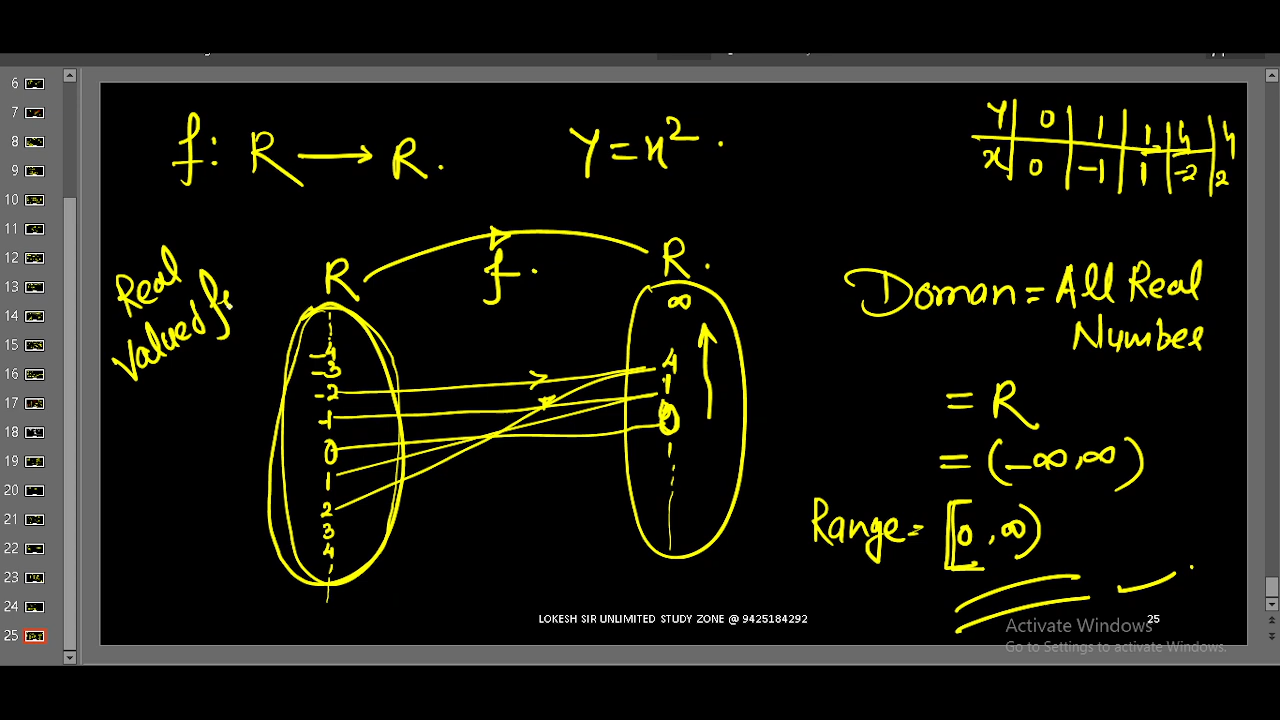 f: R → R.
Y = x² .
Y | 0 | 1 | 1 | 4 | 4
x | 0 | -1 | 1 | -2 | 2
R
f .
R .
Real
valued fn
-4
-3
-2
-1
0
1
2
3
4
∞
4
1
0
Doman = All Real
Number
= R
= (-∞, ∞)
Range = [0, ∞)
LOKESH SIR UNLIMITED STUDY ZONE @ 9425184292
25
Activate Windows
Go to Settings to activate Windows.
6
7
8
9
10
11
12
13
14
15
16
17
18
19
20
21
22
23
24
25